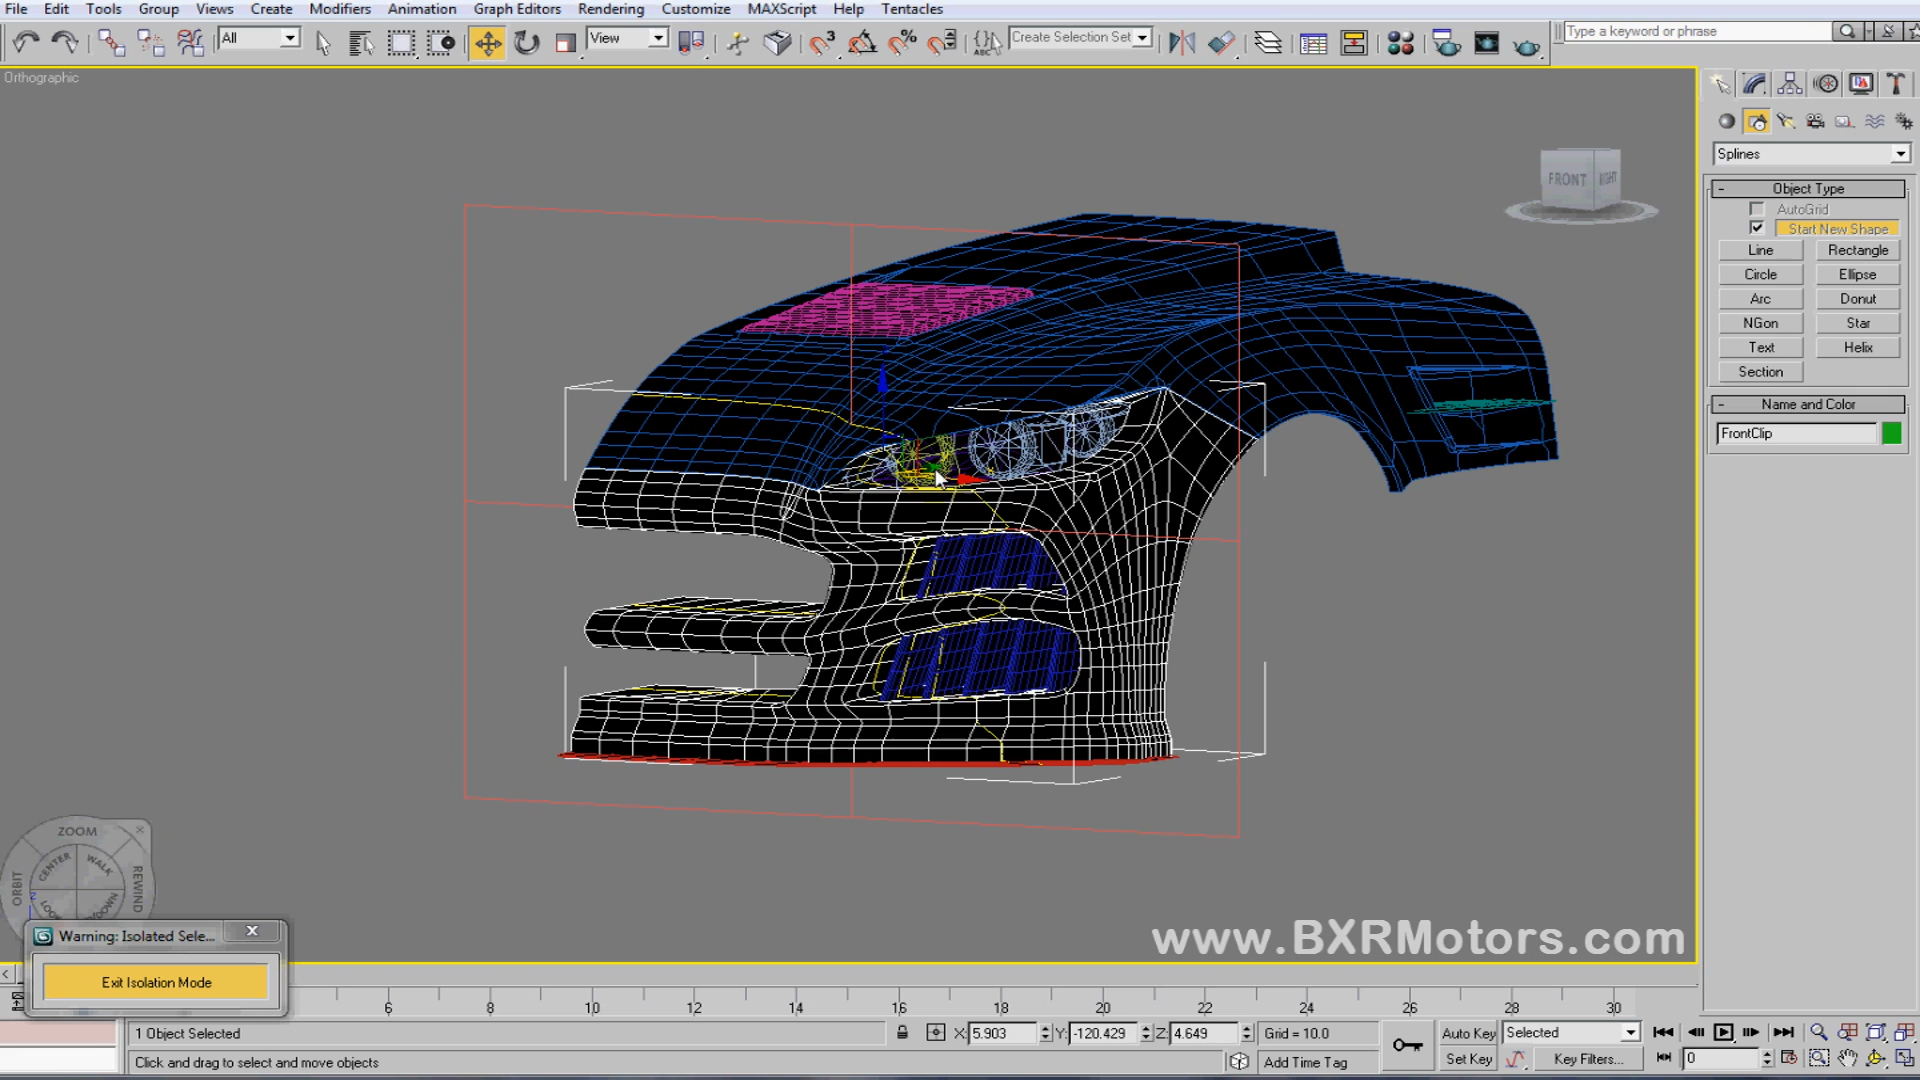 File Edit Tools Group Views Create Modifiers Animation Graph Editors Rendering Customize MAXScript Help Tentacles
All
View
3
%
ABC
Create Selection Set
Type a keyword or phrase
Orthographic
FRONT RIGHT
Splines
- Object Type
AutoGrid
Start New Shape
Line Rectangle
Circle Ellipse
Arc Donut
NGon Star
Text Helix
Section
- Name and Color
FrontClip
ZOOM
ORBIT
CENTER
WALK
REWIND
Warning: Isolated Sele...
Exit Isolation Mode
www.BXRMotors.com
6 8 10 12 14 16 18 20 22 24 26 28 30
1 Object Selected
X: 5.903 Y: -120.429 Z: 4.649
Grid = 10.0
Auto Key
Selected
Click and drag to select and move objects
Add Time Tag
Set Key
Key Filters...
0